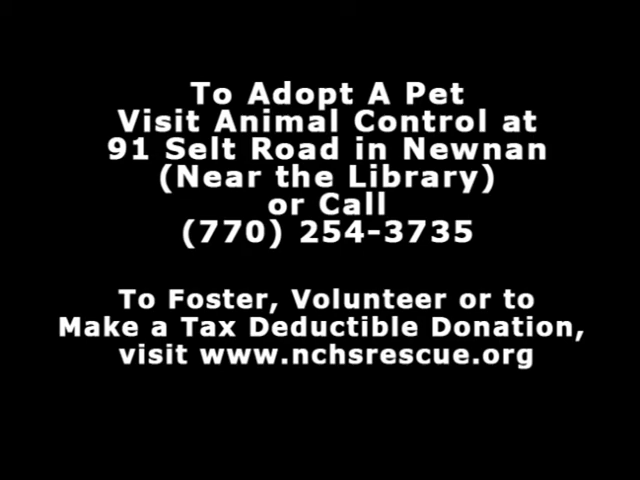 To Adopt A Pet
Visit Animal Control at
91 Selt Road in Newnan
(Near the Library)
or Call
(770) 254-3735
To Foster, Volunteer or to
Make a Tax Deductible Donation,
visit www.nchsrescue.org